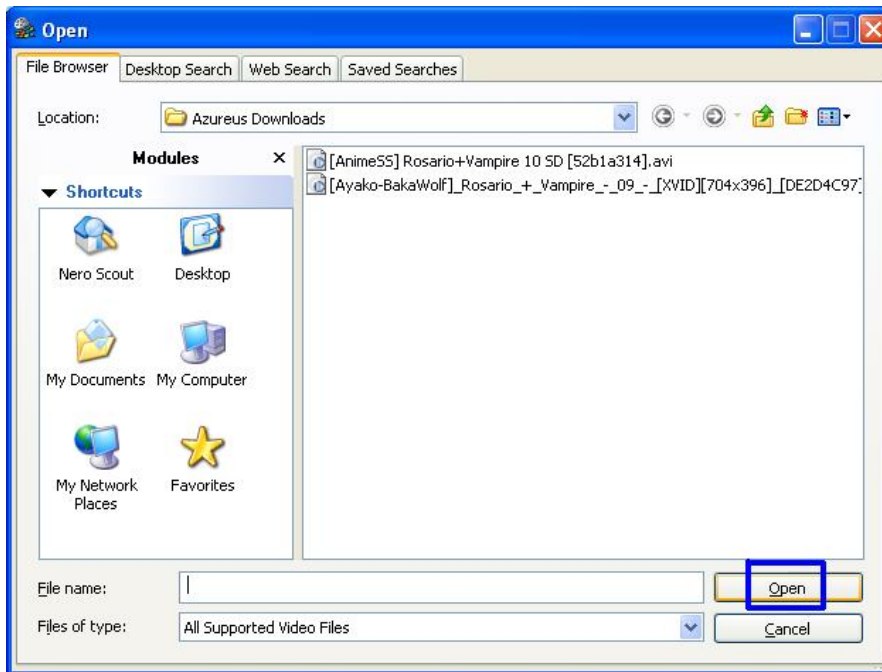 Open
File Browser
Desktop Search
Web Search
Saved Searches
Location:
Azureus Downloads
Modules
Shortcuts
Nero Scout
Desktop
My Documents
My Computer
My Network
Places
Favorites
[AnimeSS] Rosario+Vampire 10 SD [52b1a314].avi
[Ayako-BakaWolf]_Rosario_+_Vampire_-_09_-_[XVID][704x396]_[DE2D4C97]
File name:
Open
Files of type:
All Supported Video Files
Cancel